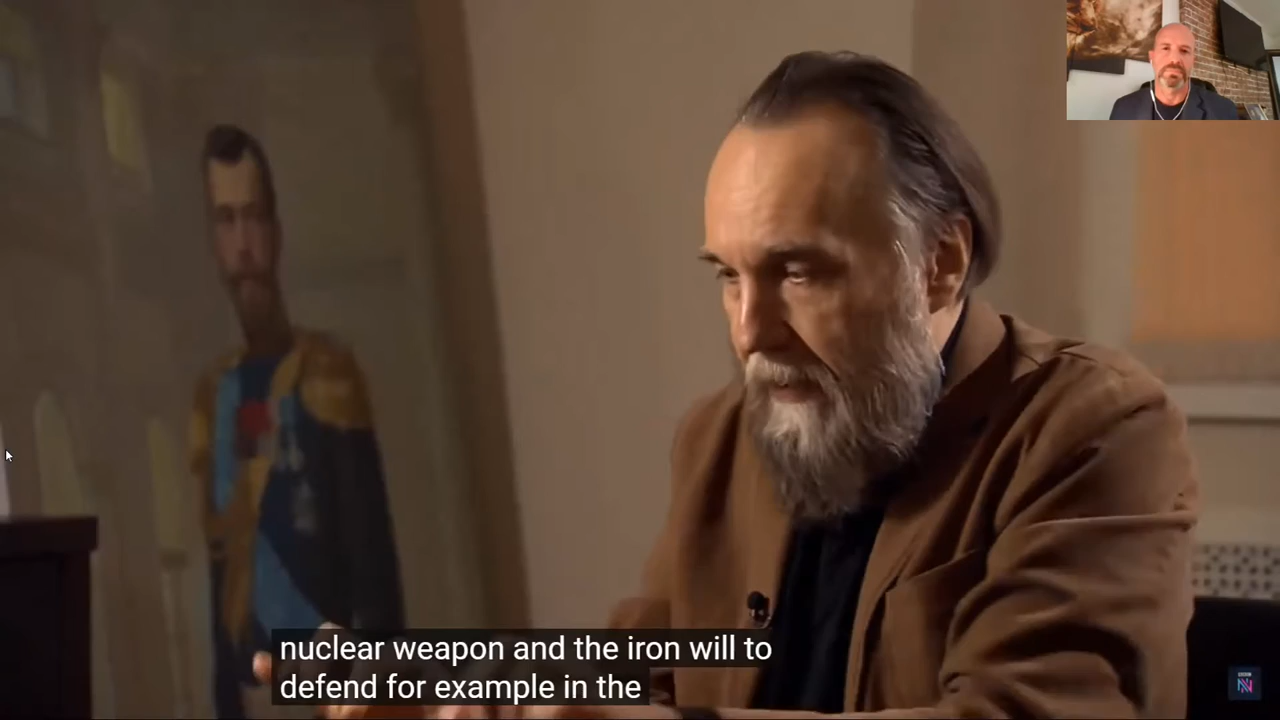 nuclear weapon and the iron will to
defend for example in the